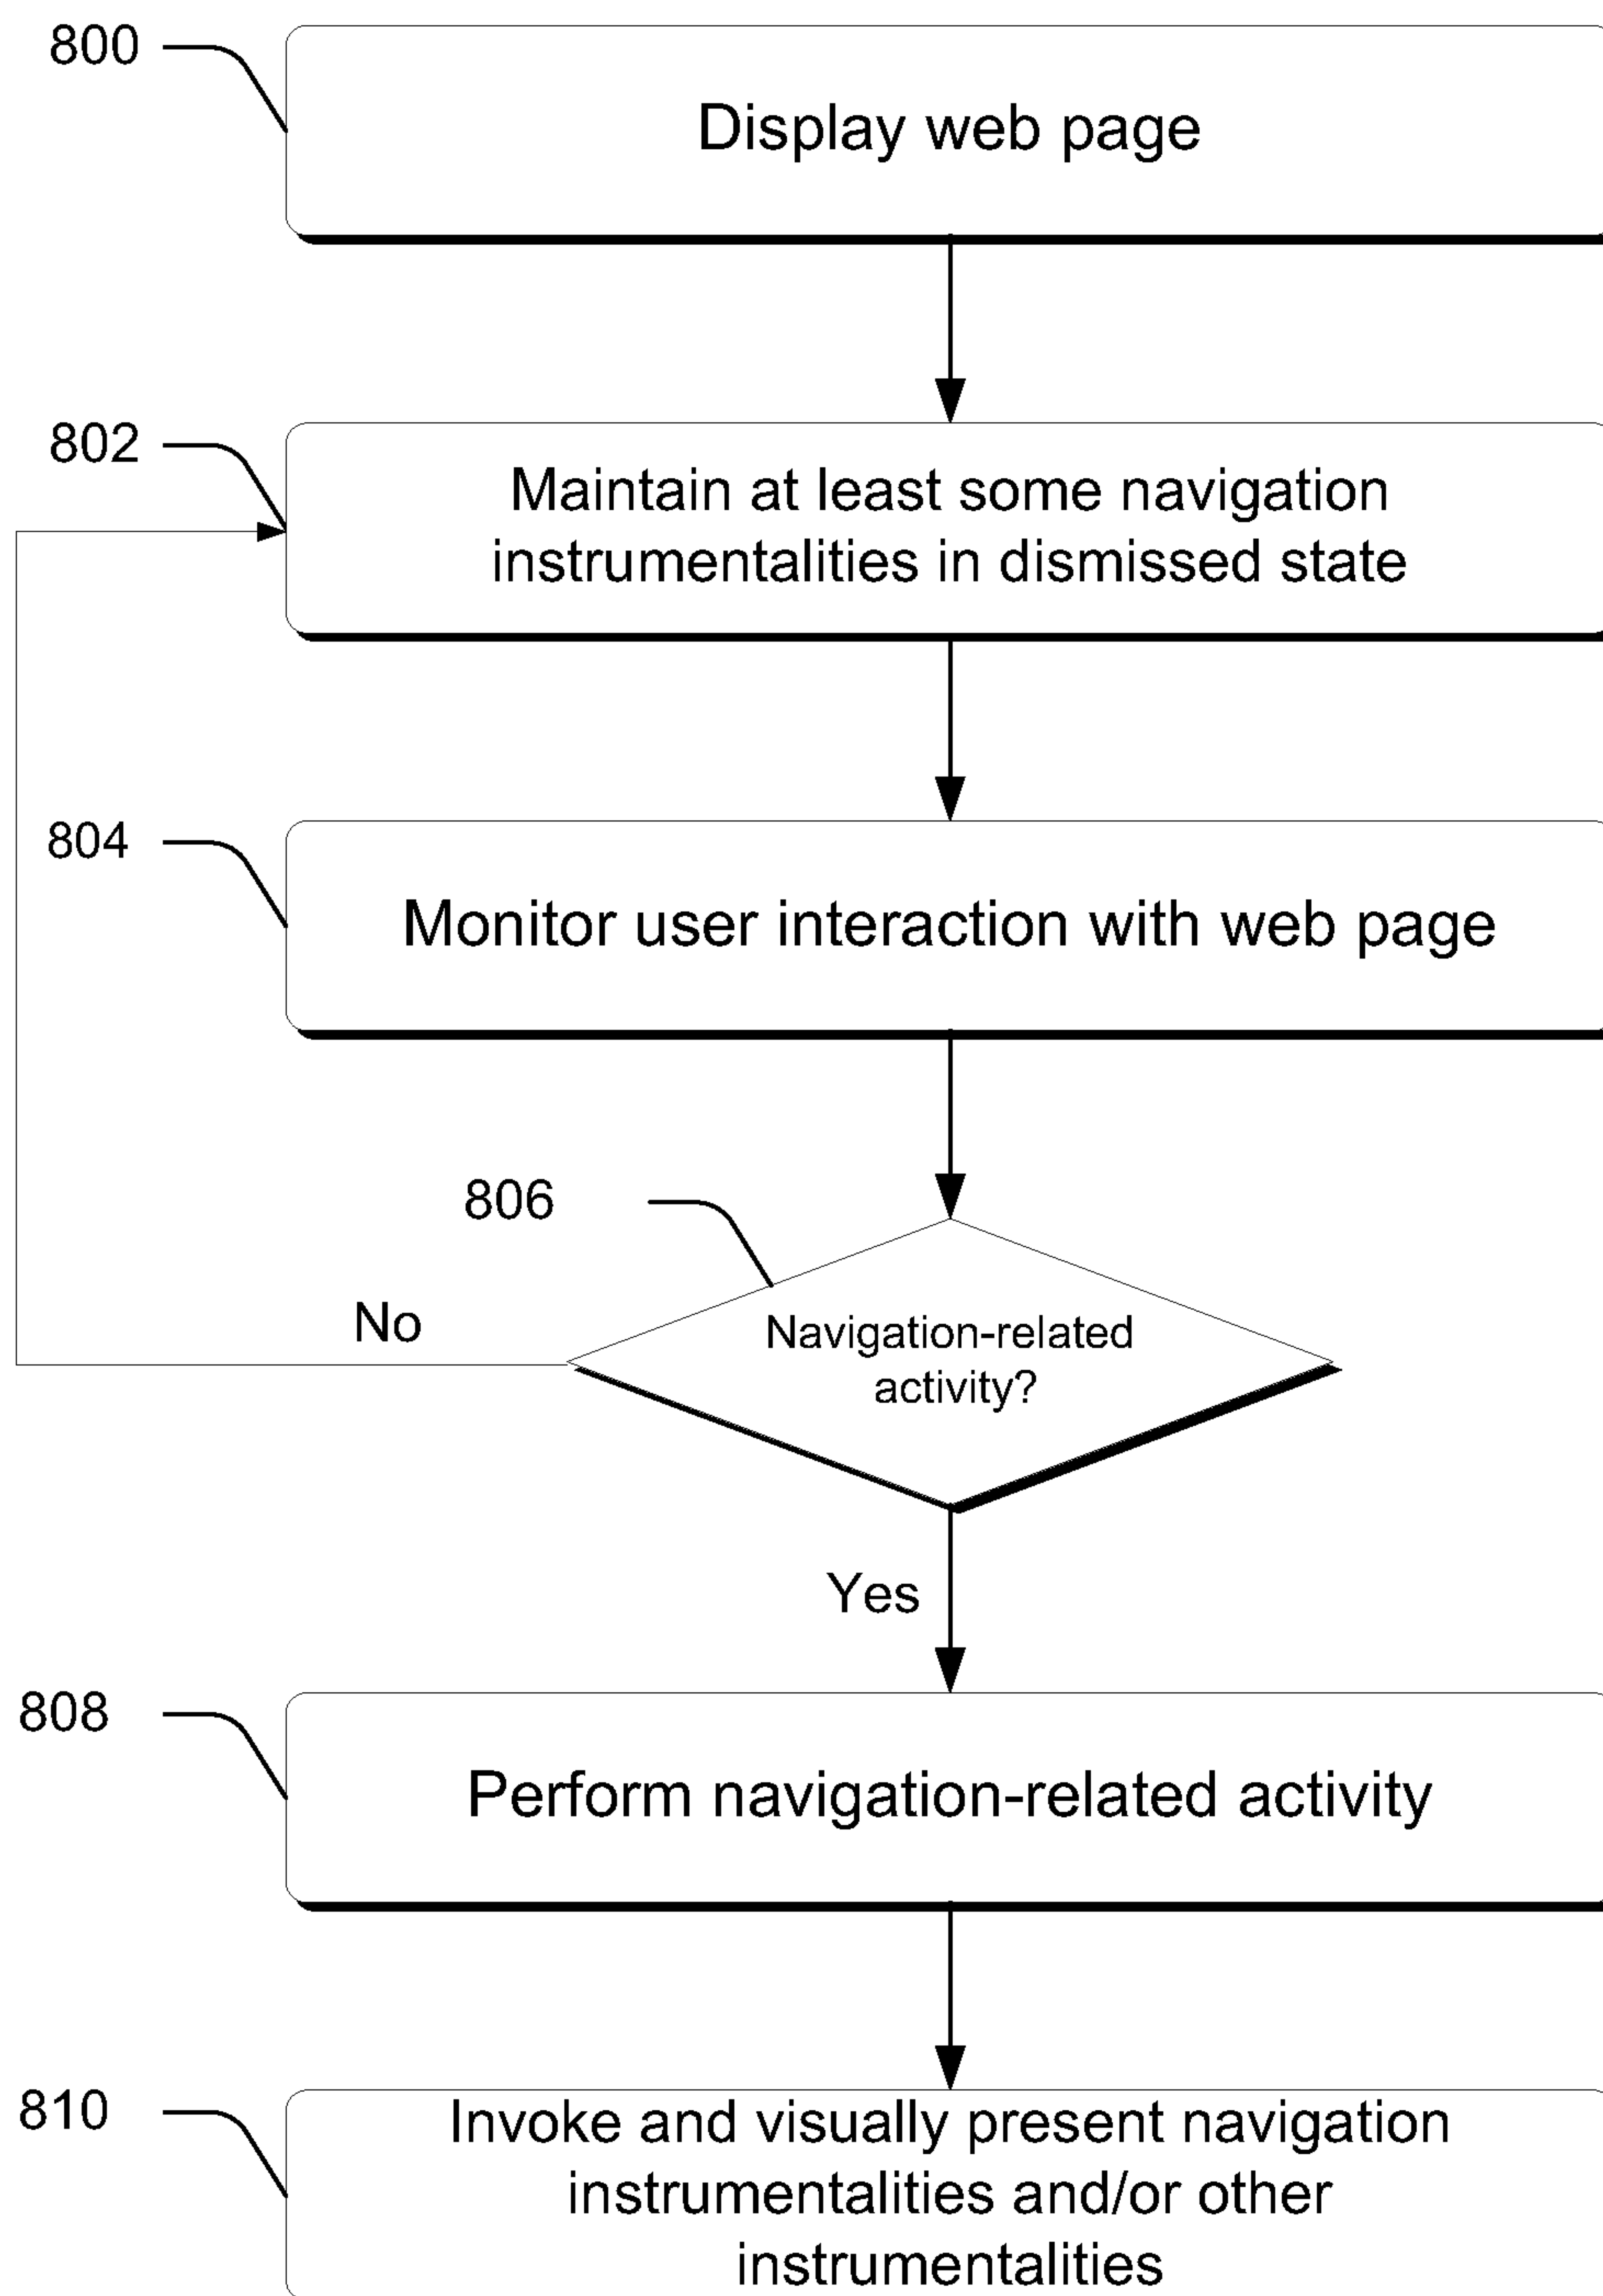 800
Display web page
802
Maintain at least some navigation
instrumentalities in dismissed state
804
Monitor user interaction with web page
806
Navigation-related
activity?
No
Yes
808
Perform navigation-related activity
810
Invoke and visually present navigation
instrumentalities and/or other
instrumentalities